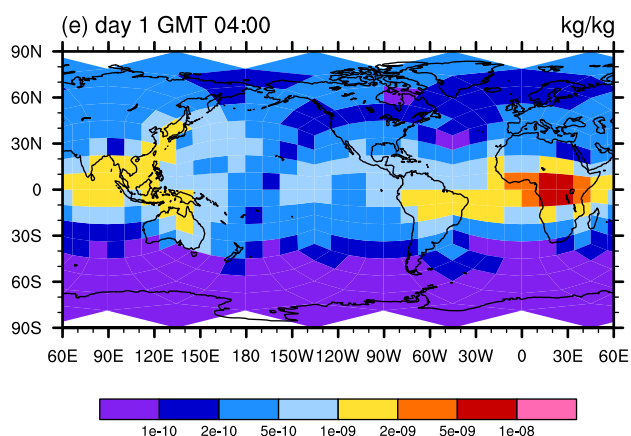 (e) day 1 GMT 04:00 kg/kg
90N
60N
30N
0
30S
60S
90S
60E 90E 120E 150E 180 150W 120W 90W 60W 30W 0 30E 60E
1e-10 2e-10 5e-10 1e-09 2e-09 5e-09 1e-08